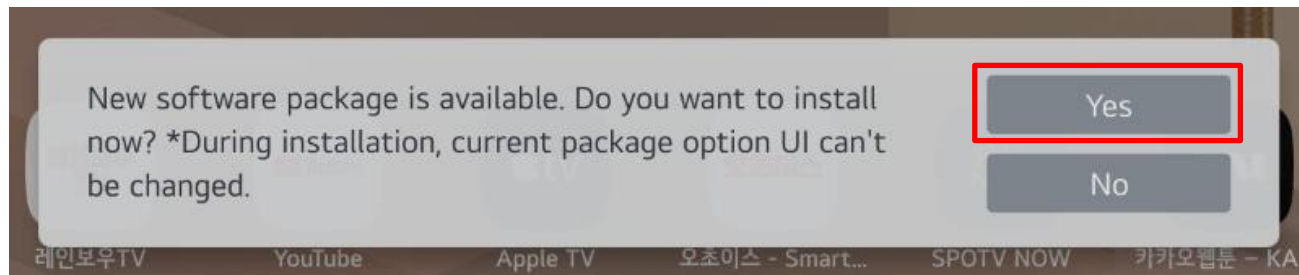 New software package is available. Do you want to install
now? *During installation, current package option UI can't
be changed.
Yes
No
레인보우TV
YouTube
Apple TV
오초이스 - Smart...
SPOTV NOW
카카오웹툰 – KA